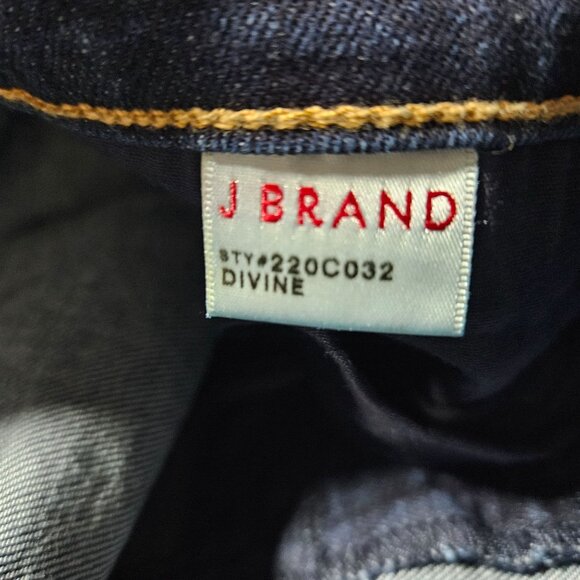 J BRAND
STY#220C032
DIVINE